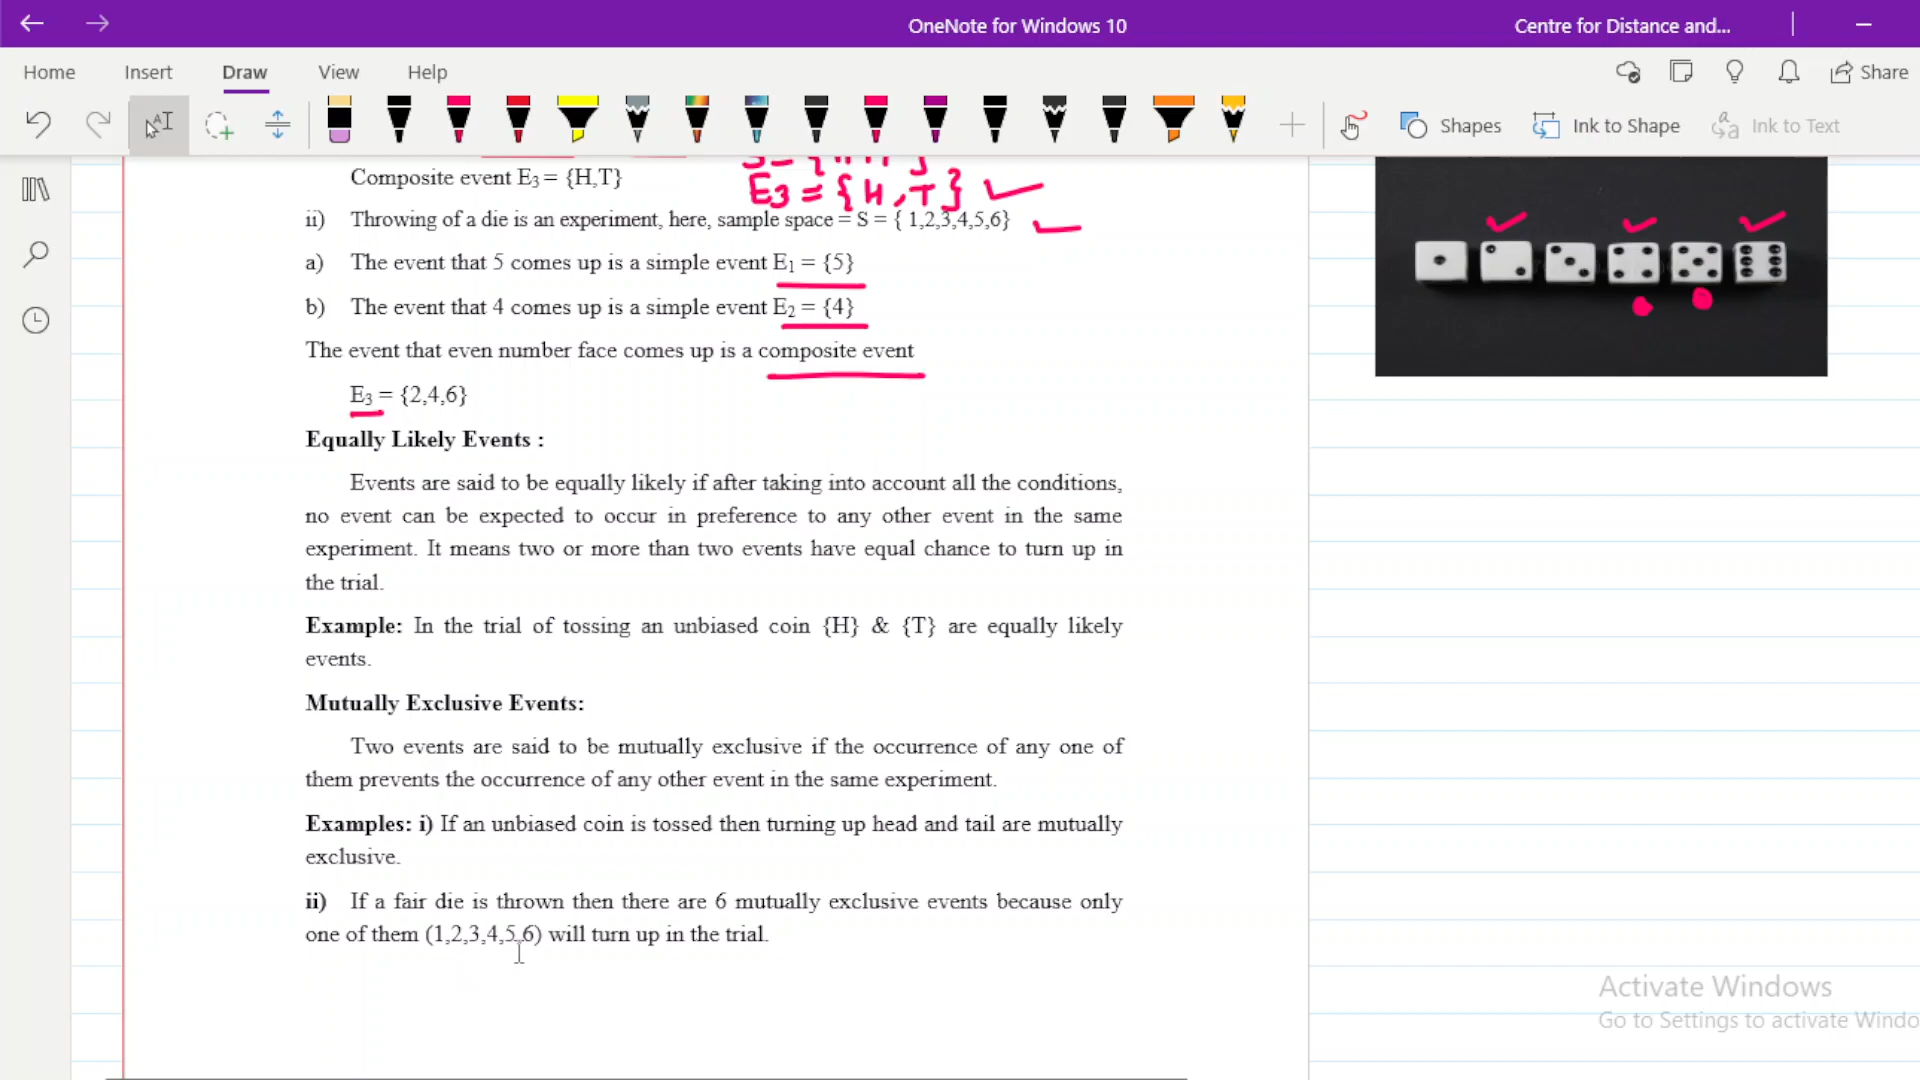 OneNote for Windows 10
Centre for Distance and...
Home Insert Draw View Help
Share
Shapes Ink to Shape Ink to Text
Composite event E3 = {H,T}
E3 = {H,T}
ii) Throwing of a die is an experiment, here, sample space = S = { 1,2,3,4,5,6}
a) The event that 5 comes up is a simple event E1 = {5}
b) The event that 4 comes up is a simple event E2 = {4}
The event that even number face comes up is a composite event
E3 = {2,4,6}
Equally Likely Events :
Events are said to be equally likely if after taking into account all the conditions,
no event can be expected to occur in preference to any other event in the same
experiment. It means two or more than two events have equal chance to turn up in
the trial.
Example: In the trial of tossing an unbiased coin {H} & {T} are equally likely
events.
Mutually Exclusive Events:
Two events are said to be mutually exclusive if the occurrence of any one of
them prevents the occurrence of any other event in the same experiment.
Examples: i) If an unbiased coin is tossed then turning up head and tail are mutually
exclusive.
ii) If a fair die is thrown then there are 6 mutually exclusive events because only
one of them (1,2,3,4,5,6) will turn up in the trial.
Activate Windows
Go to Settings to activate Windo